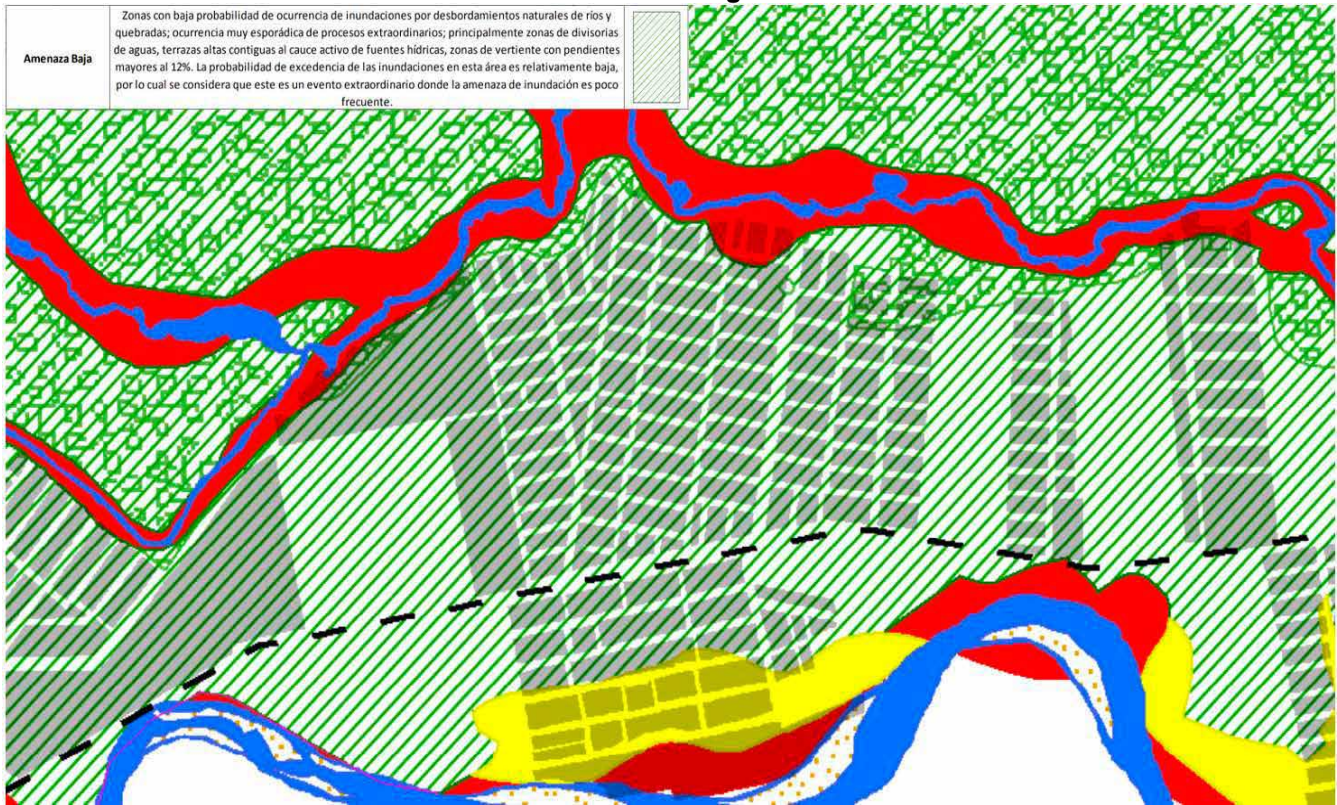 Amenaza Baja
Zonas con baja probabilidad de ocurrencia de inundaciones por desbordamientos naturales de ríos y
quebradas; ocurrencia muy esporádica de procesos extraordinarios; principalmente zonas de divisorias
de aguas, terrazas altas contiguas al cauce activo de fuentes hídricas, zonas de vertiente con pendientes
mayores al 12%. La probabilidad de excedencia de las inundaciones en esta área es relativamente baja,
por lo cual se considera que este es un evento extraordinario donde la amenaza de inundación es poco
frecuente.